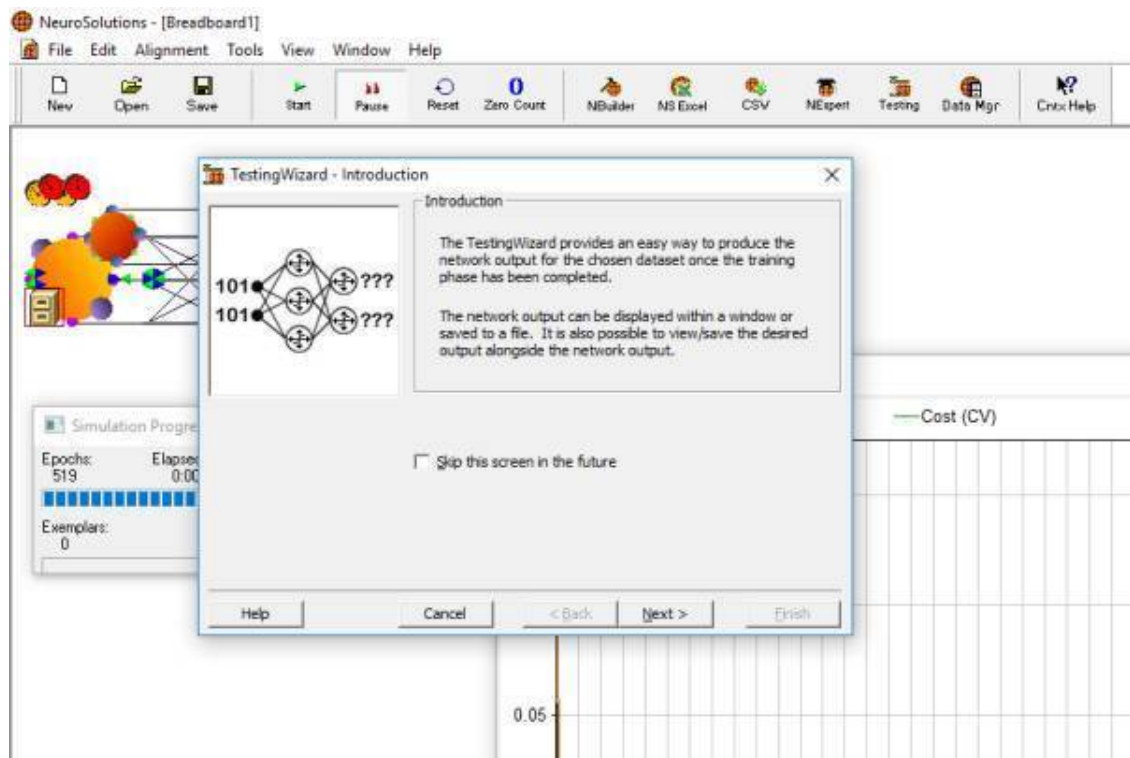 NeuroSolutions - [Breadboard1]
File Edit Alignment Tools View Window Help
New Open Save Start Pause Reset Zero Count NBuilder NS Excel CSV NExpert Testing Data Mgr Cntx Help
TestingWizard - Introduction
Introduction
The TestingWizard provides an easy way to produce the
network output for the chosen dataset once the training
phase has been completed.
The network output can be displayed within a window or
saved to a file. It is also possible to view/save the desired
output alongside the network output.
101 ???
101 ???
Skip this screen in the future
Help Cancel < Back Next > Finish
Simulation Progre
Epochs: Elapse
519 0:00
Exemplars:
0
Cost (CV)
0.05